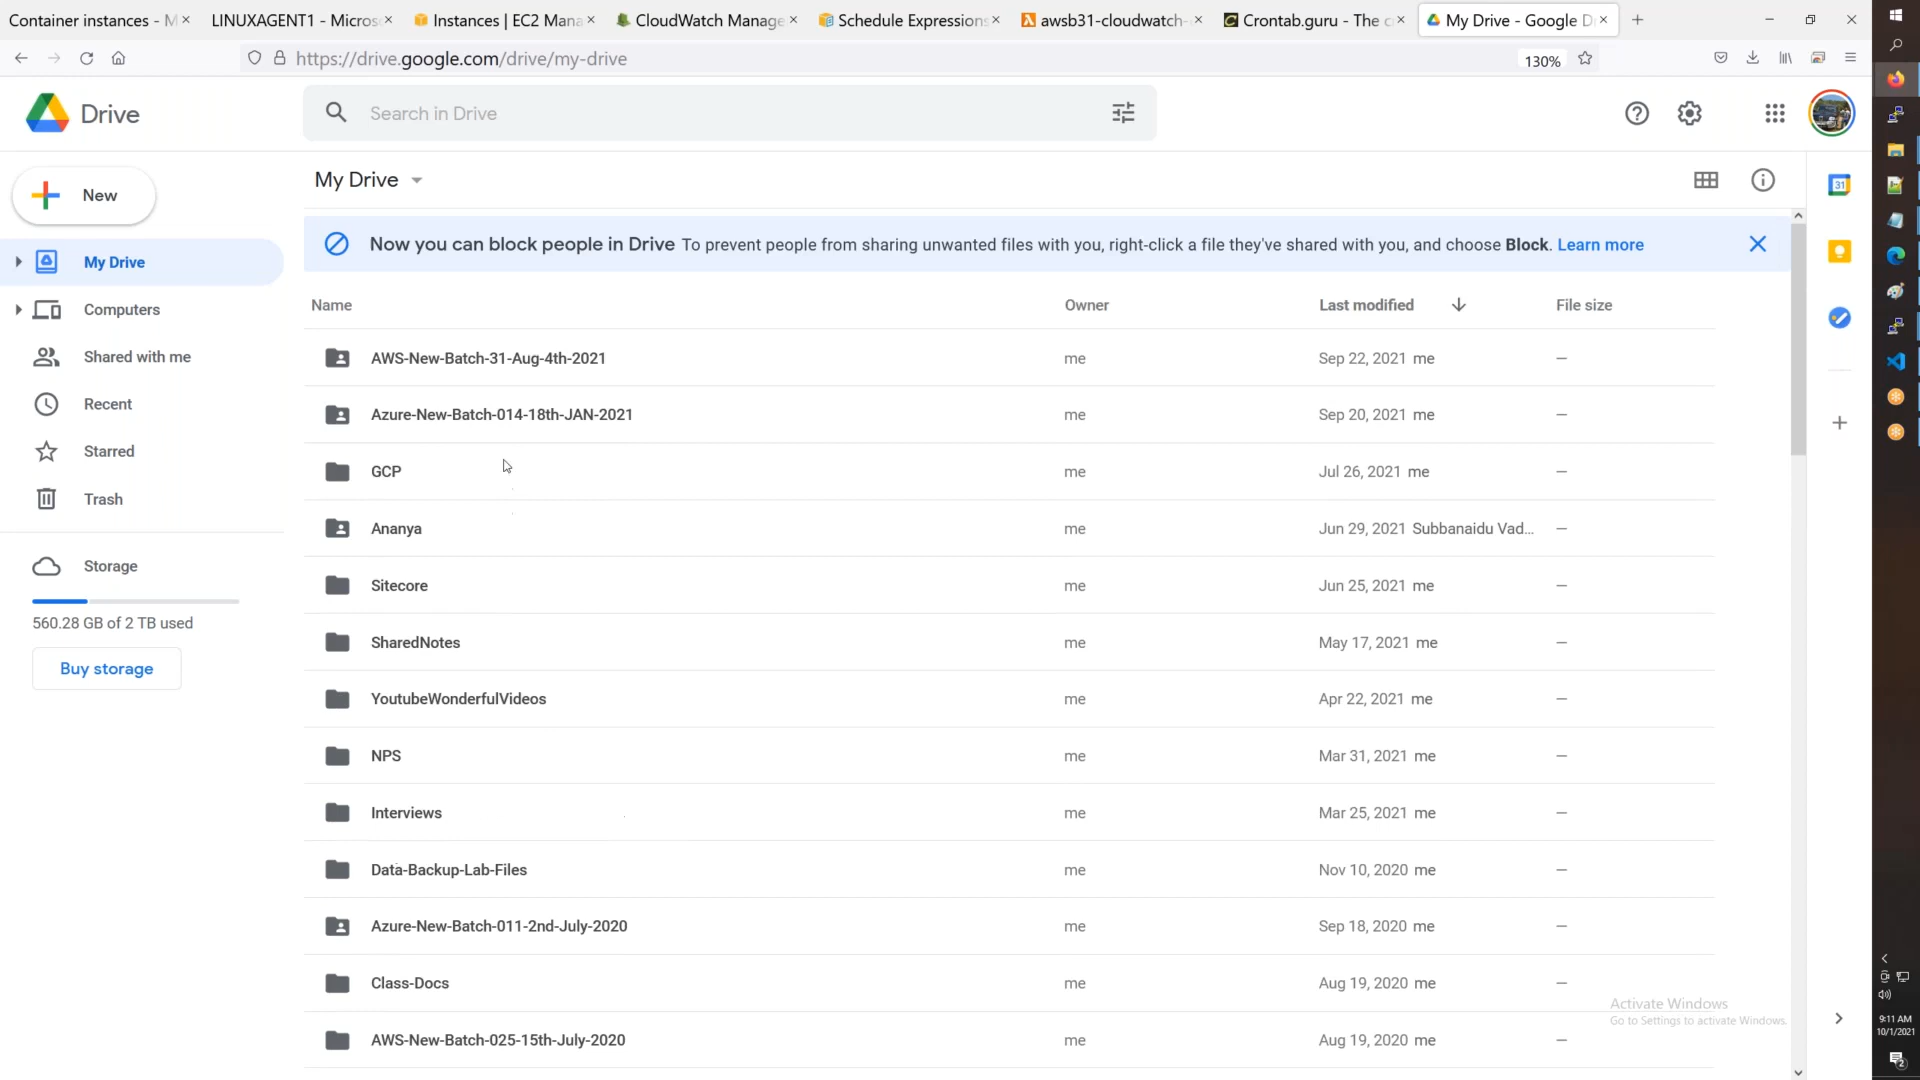 Container instances - M
LINUXAGENT1 - Micros
Instances | EC2 Mana
CloudWatch Manage
Schedule Expressions
awsb31-cloudwatch-
Crontab.guru - The c
My Drive - Google D
https://drive.google.com/drive/my-drive
130%
Drive
Search in Drive
New
My Drive
Computers
Shared with me
Recent
Starred
Trash
Storage
560.28 GB of 2 TB used
Buy storage
My Drive
Now you can block people in Drive To prevent people from sharing unwanted files with you, right-click a file they've shared with you, and choose Block. Learn more
Name Owner Last modified File size
AWS-New-Batch-31-Aug-4th-2021 me Sep 22, 2021 me —
Azure-New-Batch-014-18th-JAN-2021 me Sep 20, 2021 me —
GCP me Jul 26, 2021 me —
Ananya me Jun 29, 2021 Subbanaidu Vad... —
Sitecore me Jun 25, 2021 me —
SharedNotes me May 17, 2021 me —
YoutubeWonderfulVideos me Apr 22, 2021 me —
NPS me Mar 31, 2021 me —
Interviews me Mar 25, 2021 me —
Data-Backup-Lab-Files me Nov 10, 2020 me —
Azure-New-Batch-011-2nd-July-2020 me Sep 18, 2020 me —
Class-Docs me Aug 19, 2020 me —
AWS-New-Batch-025-15th-July-2020 me Aug 19, 2020 me —
31
Activate Windows
Go to Settings to activate Windows.
9:11 AM
10/1/2021
2